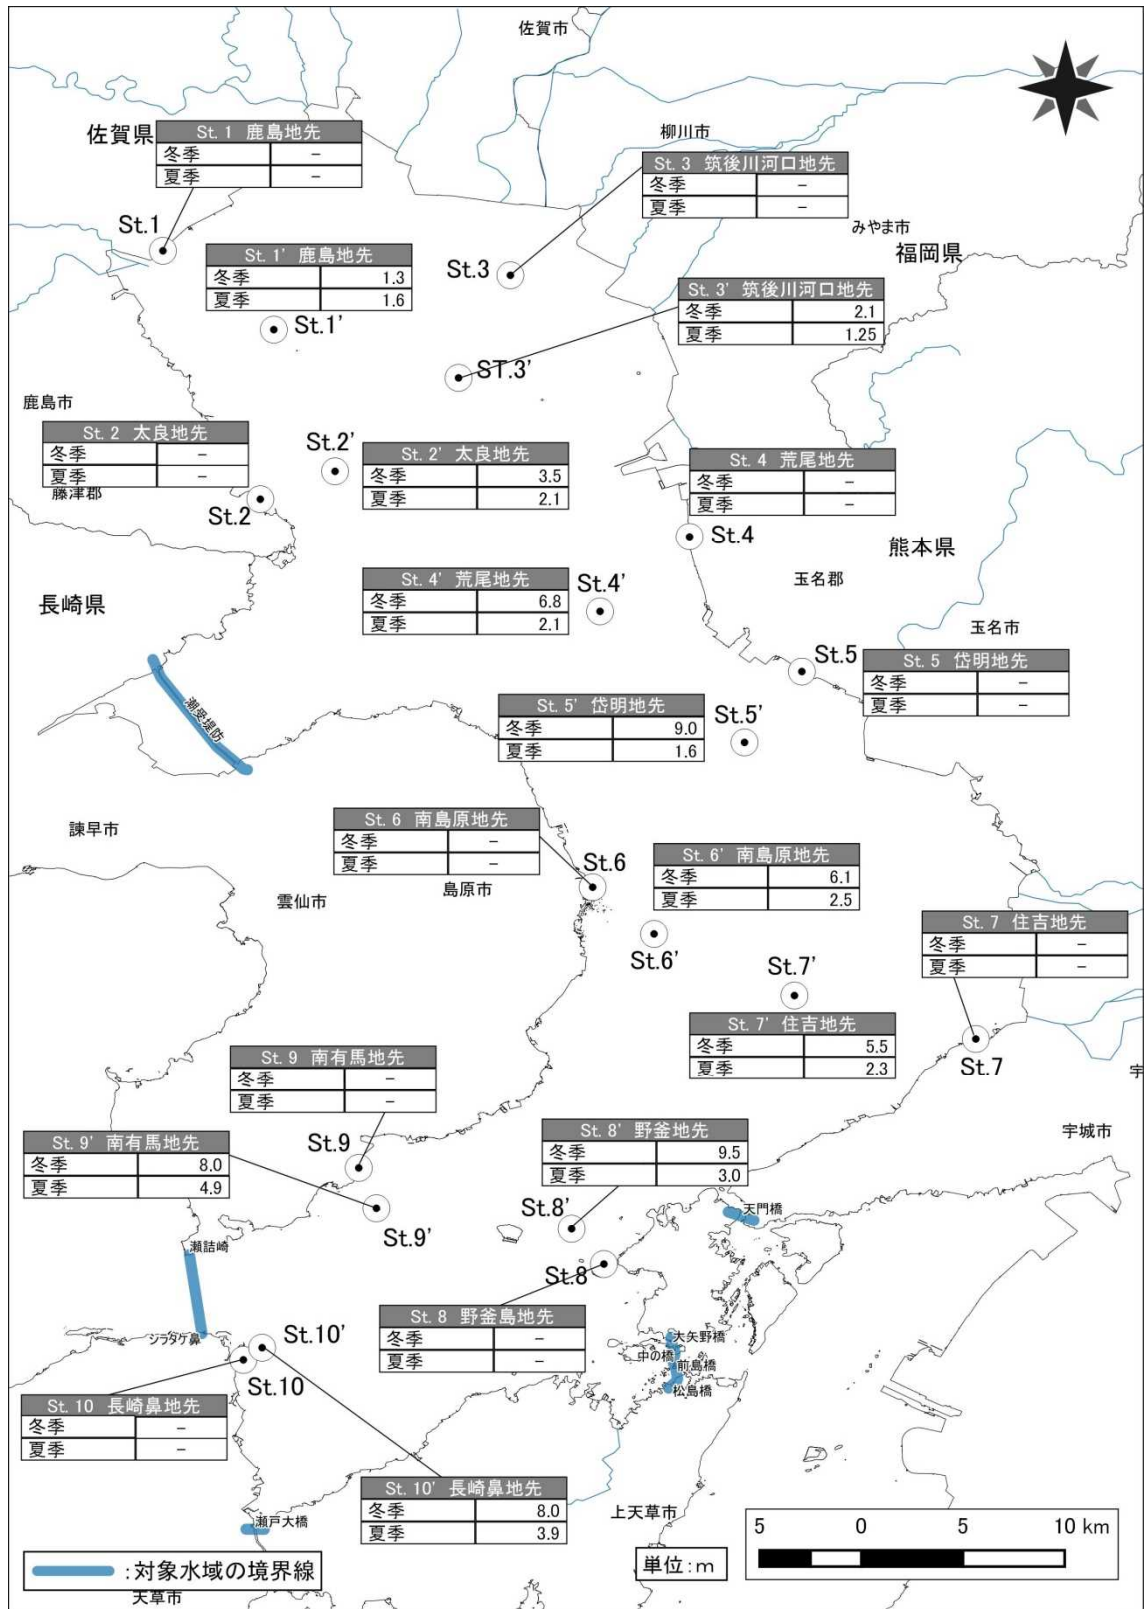 佐賀市
佐賀県
柳川市
St. 1 鹿島地先
冬季 －
夏季 －
St. 3 筑後川河口地先
冬季 －
夏季 －
みやま市
福岡県
St.1
St. 1' 鹿島地先
冬季 1.3
夏季 1.6
St.3
St. 3' 筑後川河口地先
冬季 2.1
夏季 1.25
St.1'
ST.3'
鹿島市
St. 2 太良地先
冬季 －
夏季 －
藤津郡
St.2'
St. 2' 太良地先
冬季 3.5
夏季 2.1
St. 4 荒尾地先
冬季 －
夏季 －
St.2
St.4
熊本県
長崎県
St. 4' 荒尾地先
冬季 6.8
夏季 2.1
St.4'
玉名郡
玉名市
St.5
St. 5 岱明地先
冬季 －
夏季 －
潮受堤防
St. 5' 岱明地先
冬季 9.0
夏季 1.6
St.5'
諫早市
St. 6 南島原地先
冬季 －
夏季 －
St.6
島原市
雲仙市
St. 6' 南島原地先
冬季 6.1
夏季 2.5
St.6'
St. 7 住吉地先
冬季 －
夏季 －
St.7'
St. 7' 住吉地先
冬季 5.5
夏季 2.3
St.7
宇
St. 9 南有馬地先
冬季 －
夏季 －
St. 9' 南有馬地先
冬季 8.0
夏季 4.9
St.9
St. 8' 野釜地先
冬季 9.5
夏季 3.0
宇城市
St.9'
St.8'
天門橋
瀬詰崎
St.8
St. 8 野釜島地先
冬季 －
夏季 －
シラタケ鼻
St.10'
St.10
大矢野橋
中の橋
前島橋
松島橋
St. 10 長崎鼻地先
冬季 －
夏季 －
St. 10' 長崎鼻地先
冬季 8.0
夏季 3.9
瀬戸大橋
上天草市
5 0 5 10 km
:対象水域の境界線
単位:m
天草市